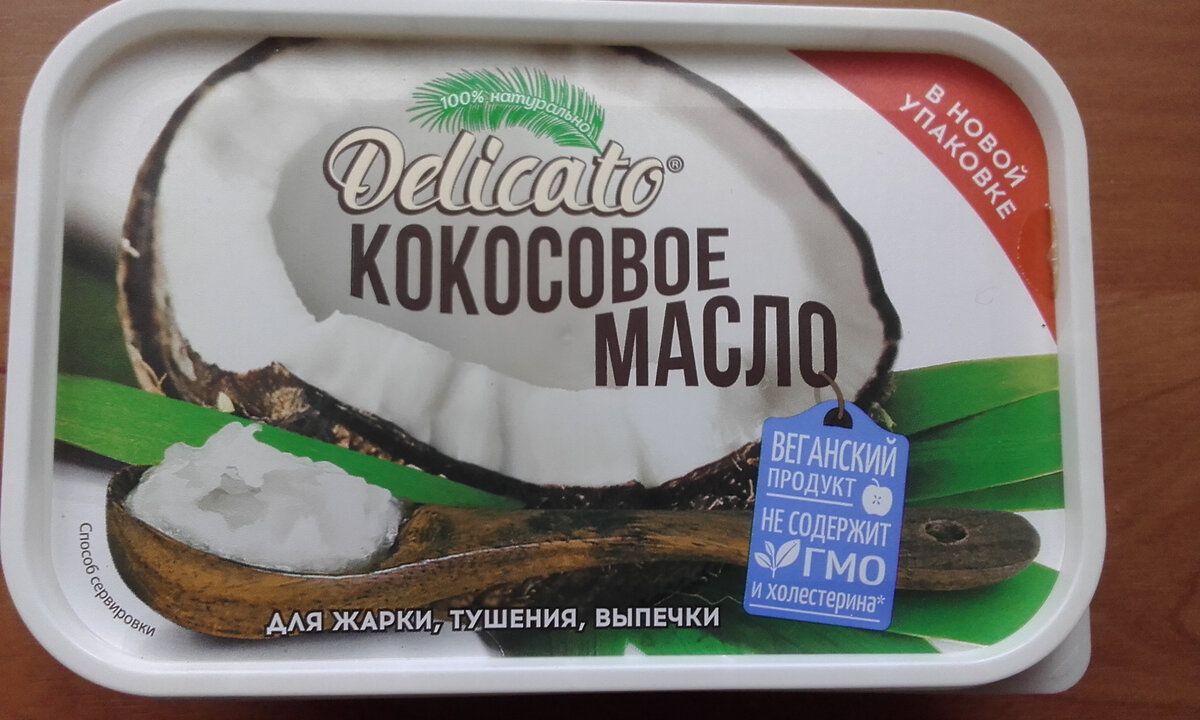 100% натурально
Delicato®
КОКОСОВОЕ
МАСЛО
В НОВОЙ
УПАКОВКЕ
ВЕГАНСКИЙ
ПРОДУКТ
НЕ СОДЕРЖИТ
ГМО
И ХОЛЕСТЕРИНА*
Способ сервировки
ДЛЯ ЖАРКИ, ТУШЕНИЯ, ВЫПЕЧКИ